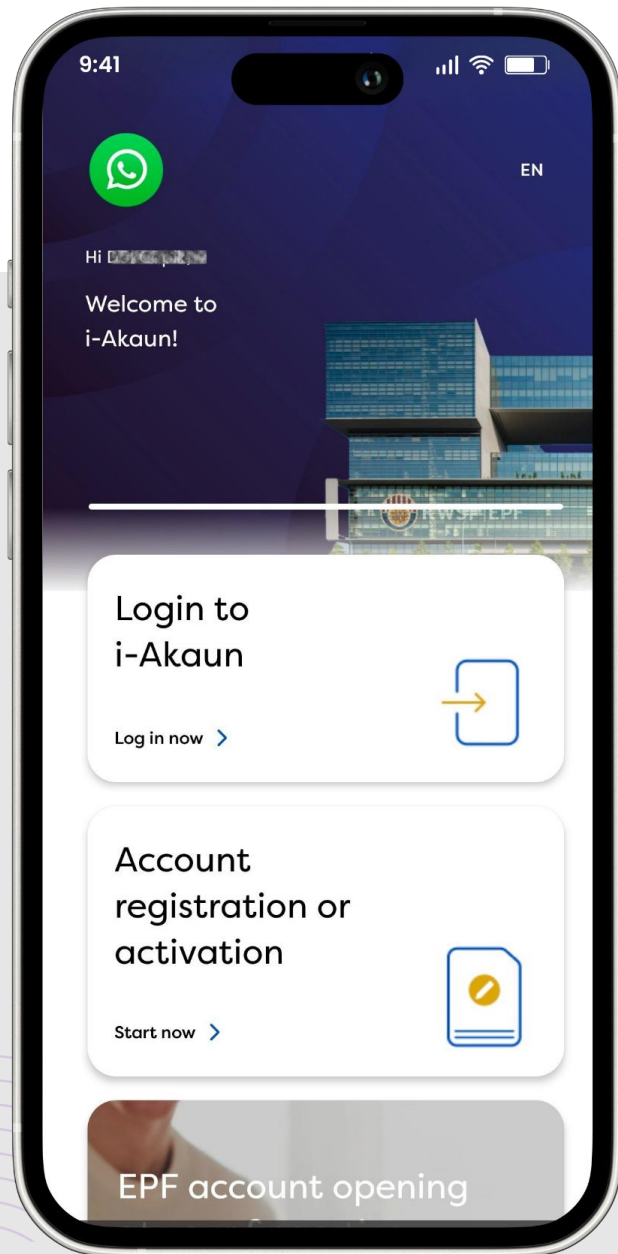 9:41
EN
Hi
Welcome to
i-Akaun!
KWSP EPF
Login to
i-Akaun
Log in now
Account
registration or
activation
Start now
EPF account opening